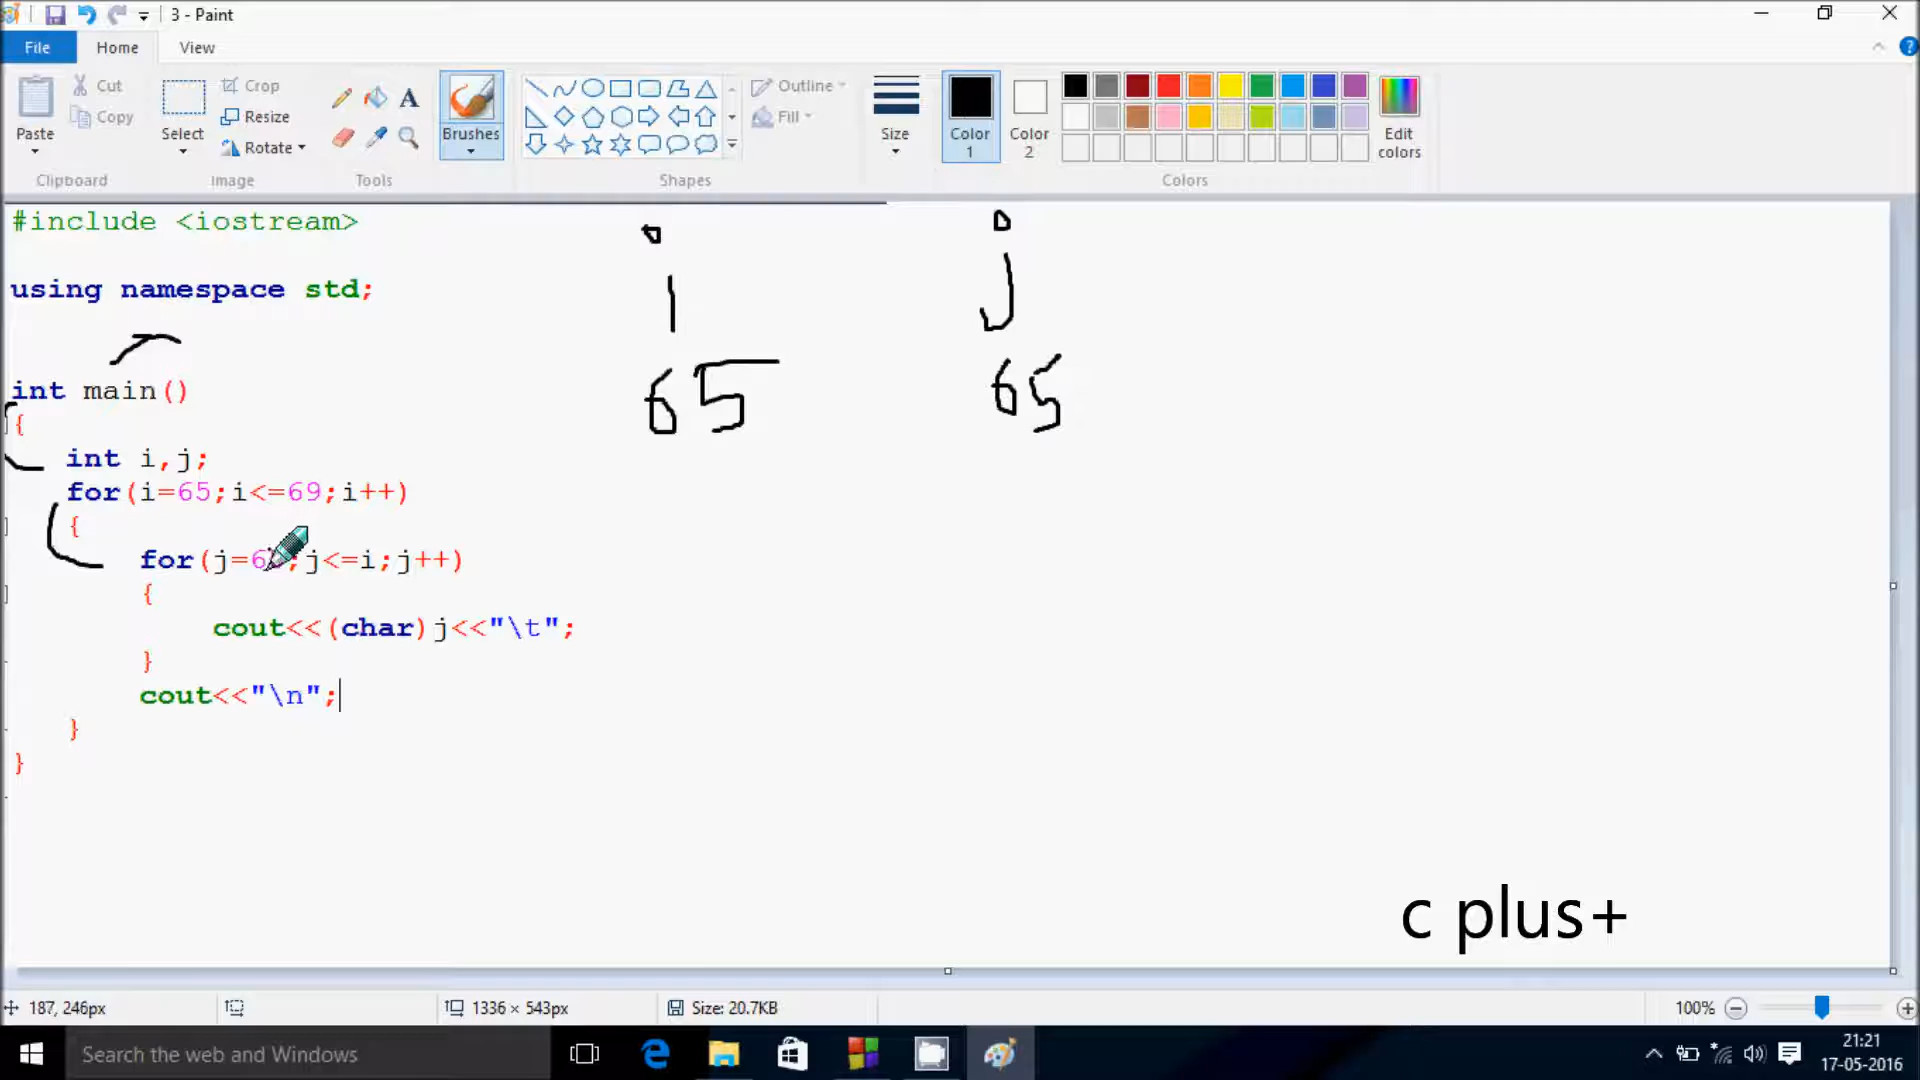 3 - Paint
File Home View
Paste
Cut
Copy
Clipboard
Select
Crop
Resize
Rotate
Image
A
Tools
Brushes
Shapes
Outline
Fill
Size
Color 1
Color 2
Edit colors
Colors
#include <iostream>
using namespace std;
int main()
{
int i,j;
for(i=65;i<=69;i++)
{
for(j=6 ;j<=i;j++)
{
cout<<(char)j<<"\t";
}
cout<<"\n";
}
}
i j
65 65
c plus+
187, 246px
1336 × 543px
Size: 20.7KB
100%
Search the web and Windows
21:21
17-05-2016